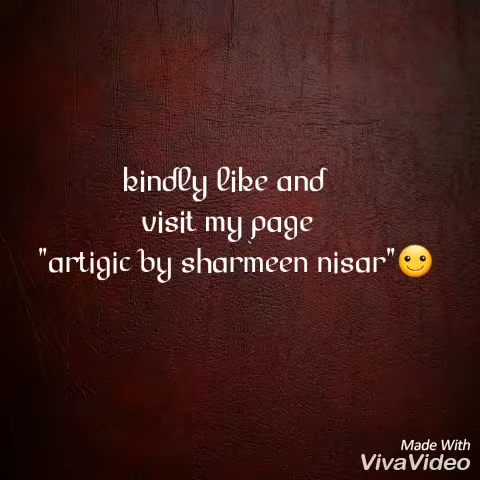 kindly like and
visit my page
"artigic by sharmeen nisar"🙂
Made With
VivaVideo